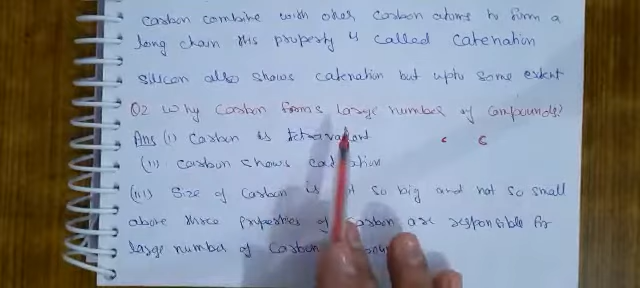 Carbon combine with other Carbon atoms to form a
long chain this property is called Catenation
Silicon also shows catenation but upto some extent
Q2 Why Carbon forms large number of Compounds?
Ans (i) Carbon is tetravalent c C
(ii) Carbon shows
(iii) Size of Carbon is so big and not so small
above three properties of Carbon are responsible for
large number of Carbon